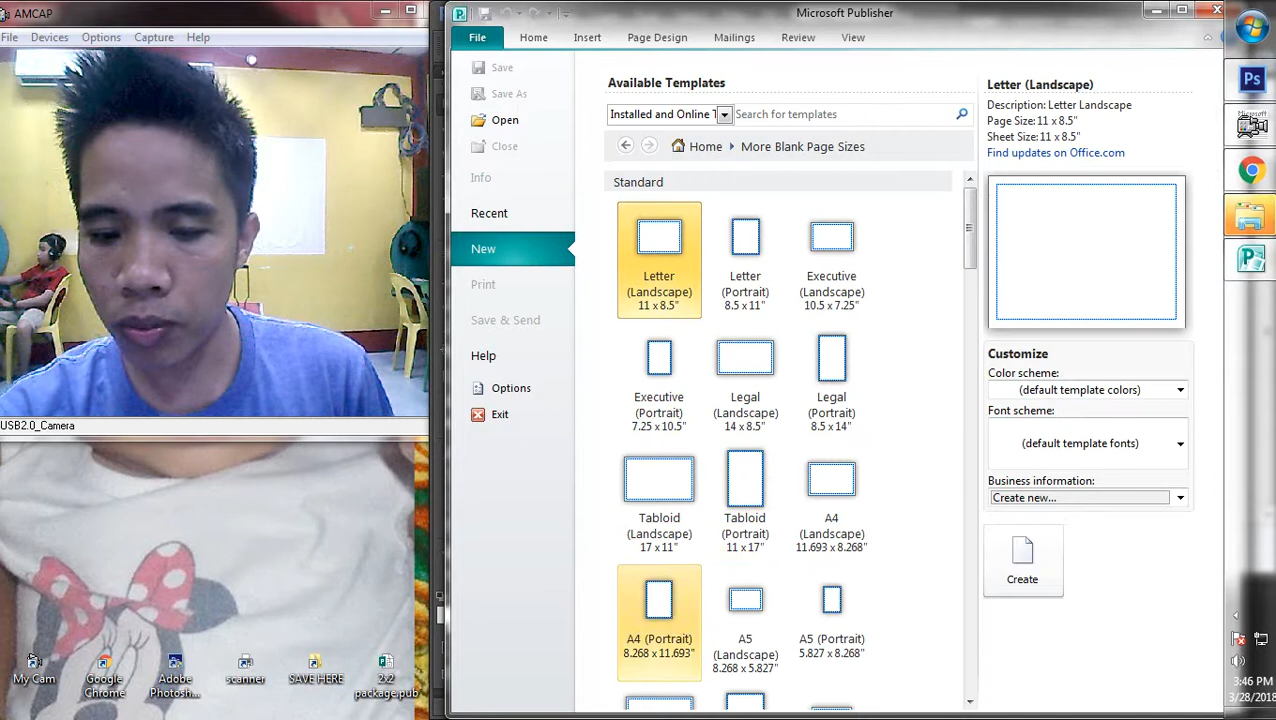 AMCAP
File Devices Options Capture Help
USB2.0_Camera
My Cam
Google Chrome
Adobe Photosh...
scanner
SAVE HERE
2x2 package.pub
Microsoft Publisher
File Home Insert Page Design Mailings Review View
Save
Save As
Open
Close
Info
Recent
New
Print
Save & Send
Help
Options
Exit
Available Templates
Installed and Online T
Search for templates
Home
More Blank Page Sizes
Standard
Letter
(Landscape)
11 x 8.5"
Letter
(Portrait)
8.5 x 11"
Executive
(Landscape)
10.5 x 7.25"
Executive
(Portrait)
7.25 x 10.5"
Legal
(Landscape)
14 x 8.5"
Legal
(Portrait)
8.5 x 14"
Tabloid
(Landscape)
17 x 11"
Tabloid
(Portrait)
11 x 17"
A4
(Landscape)
11.693 x 8.268"
A4 (Portrait)
8.268 x 11.693"
A5
(Landscape)
8.268 x 5.827"
A5 (Portrait)
5.827 x 8.268"
Letter (Landscape)
Description: Letter Landscape
Page Size: 11 x 8.5"
Sheet Size: 11 x 8.5"
Find updates on Office.com
Customize
Color scheme:
(default template colors)
Font scheme:
(default template fonts)
Business information:
Create new...
Create
Ps
Microsoft
3:46 PM
3/28/2018